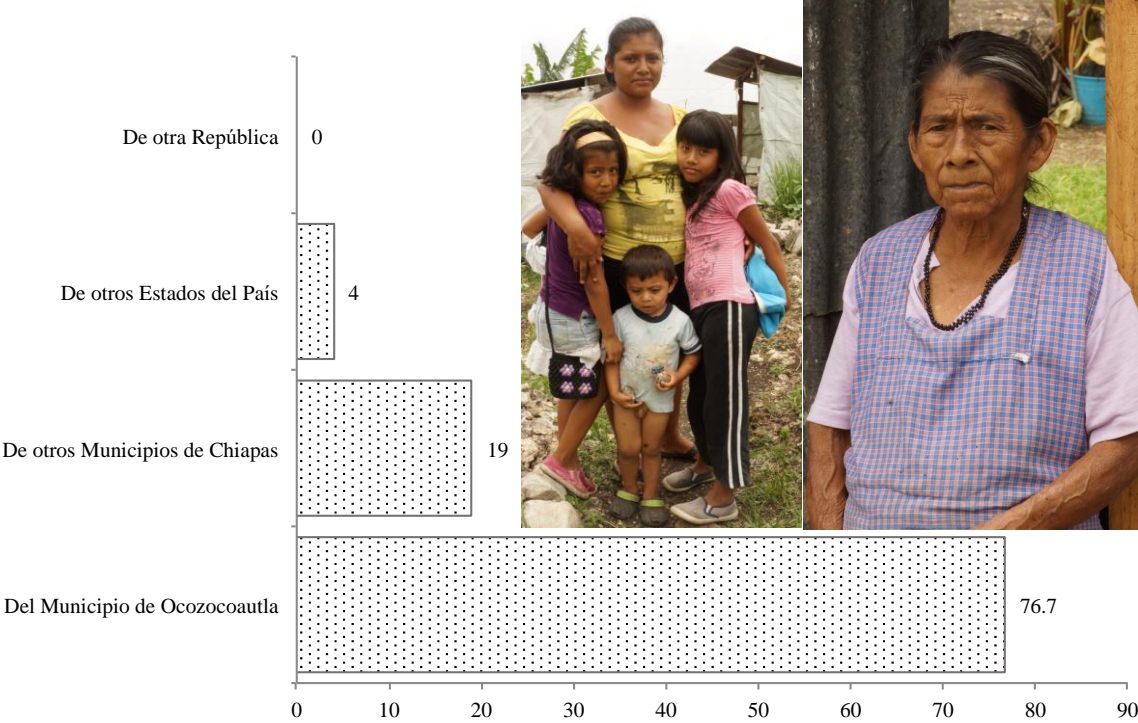 De otra República 0
De otros Estados del País 4
De otros Municipios de Chiapas 19
Del Municipio de Ocozocoautla 76.7
0 10 20 30 40 50 60 70 80 90